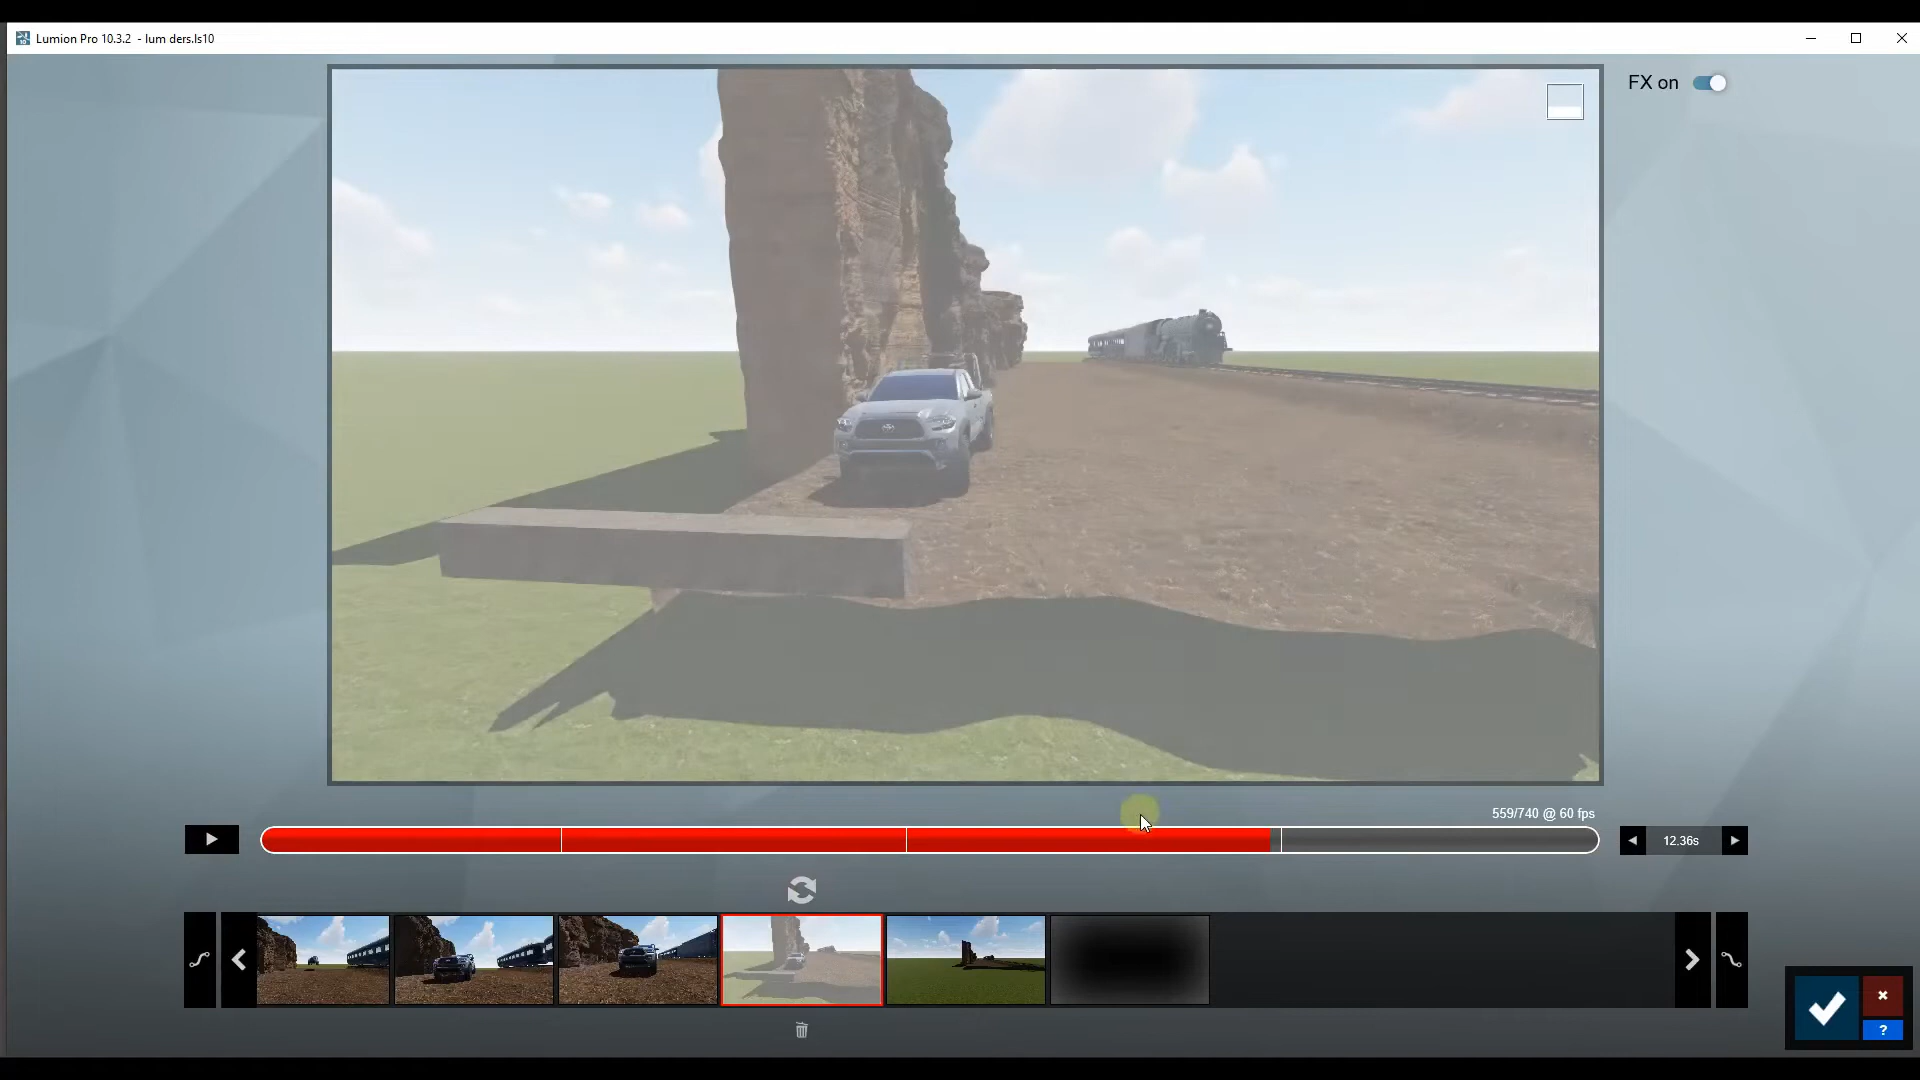 Lumion Pro 10.3.2 - lum ders.ls10
FX on
559/740 @ 60 fps
12.36s
?